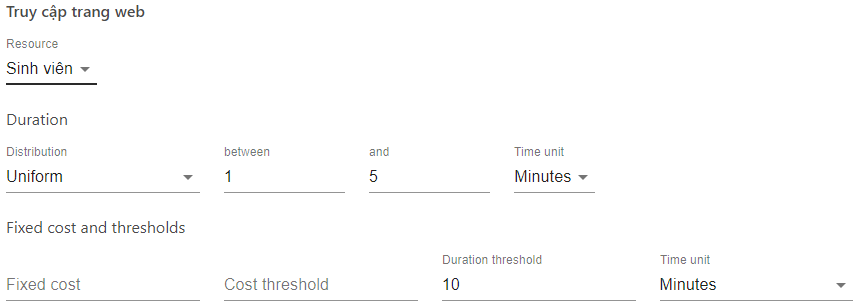 Truy cập trang web
Resource
Sinh viên
Duration
Distribution between and Time unit
Uniform 1 5 Minutes
Fixed cost and thresholds
Duration threshold Time unit
Fixed cost Cost threshold 10 Minutes